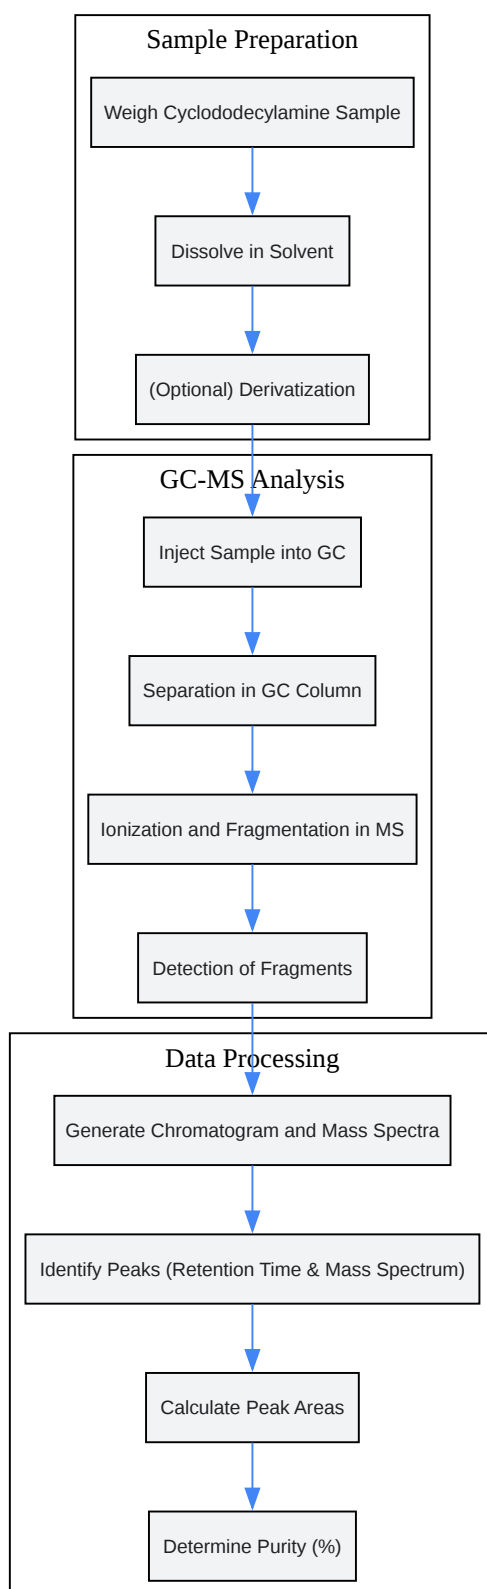 Sample Preparation
Weigh Cyclododecylamine Sample
Dissolve in Solvent
(Optional) Derivatization
GC-MS Analysis
Inject Sample into GC
Separation in GC Column
Ionization and Fragmentation in MS
Detection of Fragments
Data Processing
Generate Chromatogram and Mass Spectra
Identify Peaks (Retention Time & Mass Spectrum)
Calculate Peak Areas
Determine Purity (%)